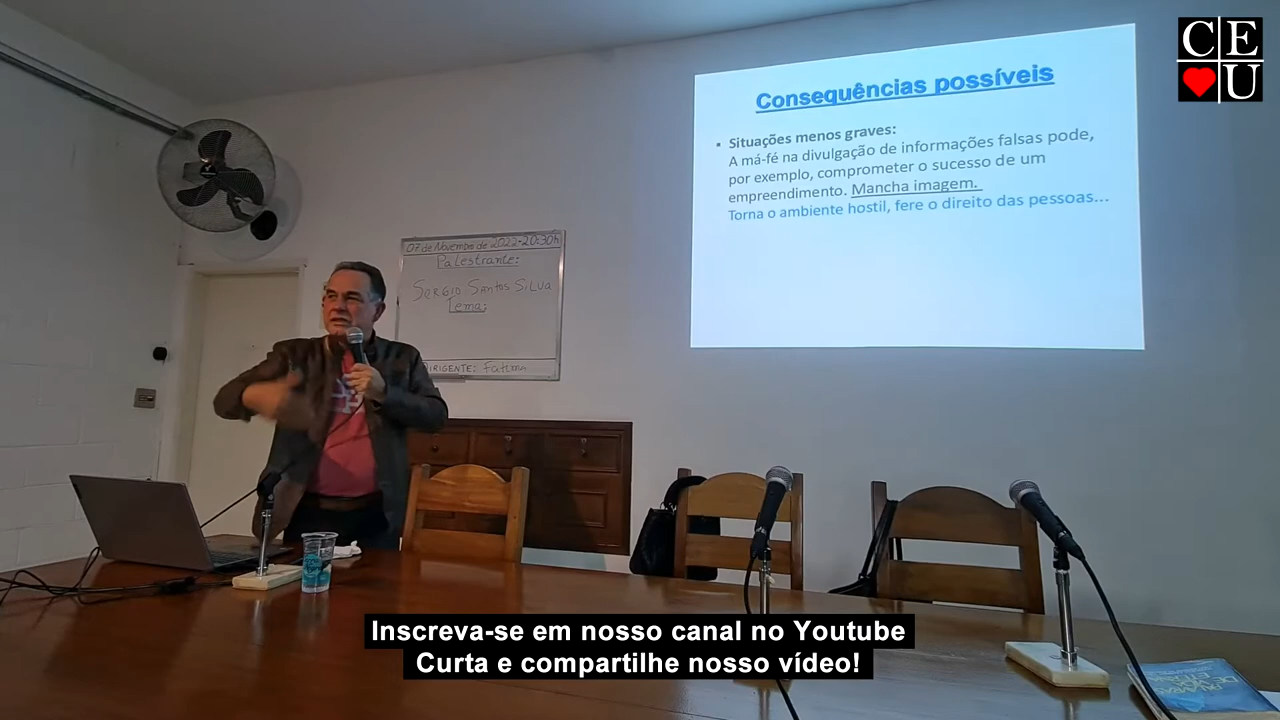 C E
U
Consequências possíveis
▪ Situações menos graves:
A má-fé na divulgação de informações falsas pode,
por exemplo, comprometer o sucesso de um
empreendimento. Mancha imagem.
Torna o ambiente hostil, fere o direito das pessoas...
07 de Novembro de 2022-20:30h
Palestrante:
SERGIO SANTOS SILVA
Tema:
DIRIGENTE: Fatima
Inscreva-se em nosso canal no Youtube
Curta e compartilhe nosso vídeo!